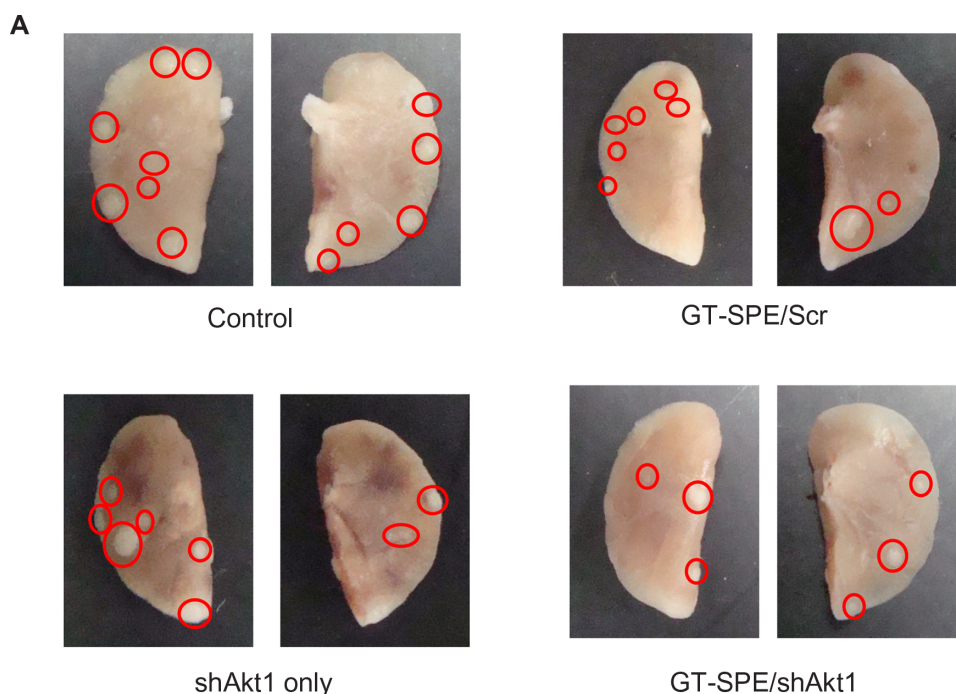 A
Control
GT-SPE/Scr
shAkt1 only
GT-SPE/shAkt1